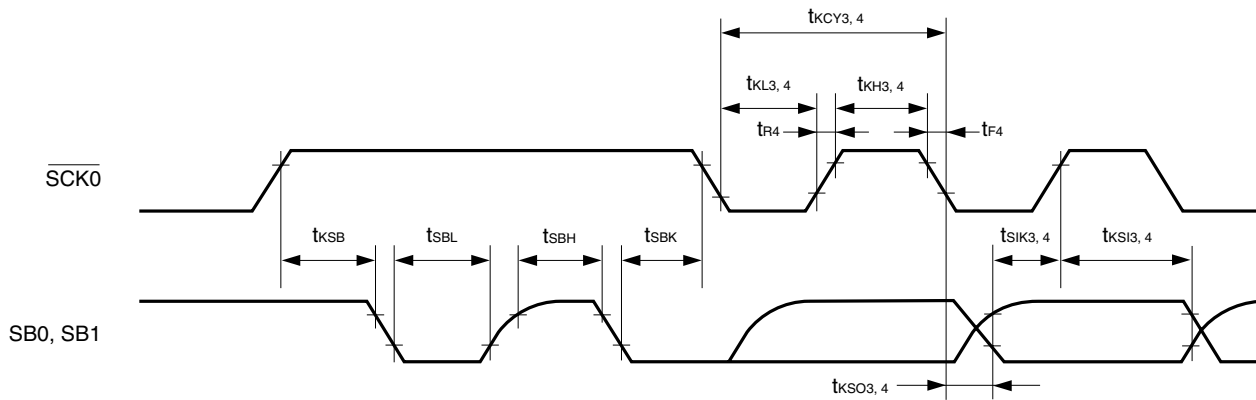 tKCY3, 4
tKL3, 4
tKH3, 4
tR4
tF4
SCK0
tKSB
tSBL
tSBH
tSBK
tSIK3, 4
tKSI3, 4
SB0, SB1
tKSO3, 4